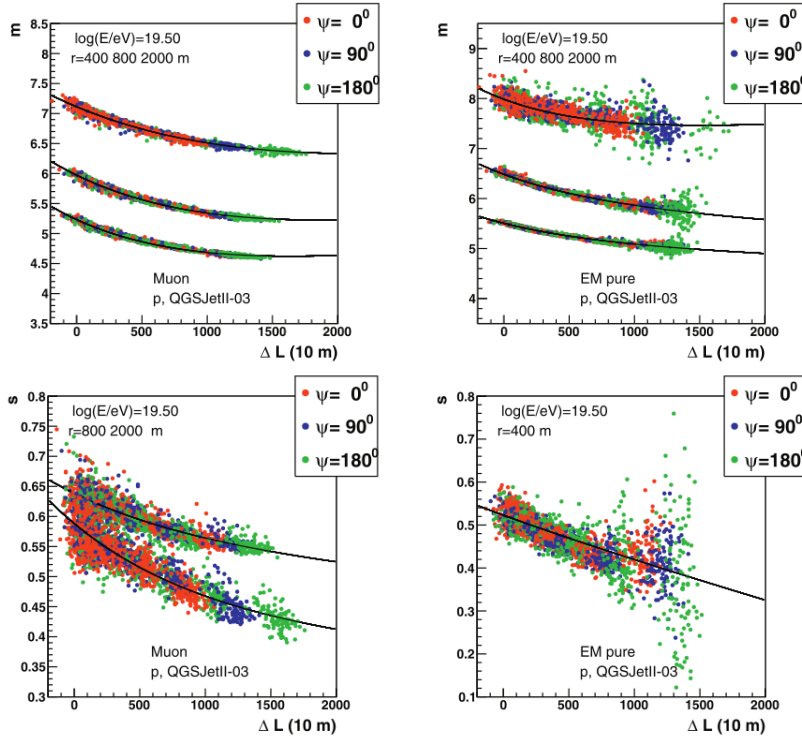 m
8.5
8
7.5
7
6.5
6
5.5
5
4.5
4
3.5
log(E/eV)=19.50
r=400 800 2000 m
ψ= 0⁰
ψ= 90⁰
ψ=180⁰
Muon
p, QGSJetII-03
0 500 1000 1500 2000
Δ L (10 m)
m
9
8
7
6
5
4
log(E/eV)=19.50
r=400 800 2000 m
ψ= 0⁰
ψ= 90⁰
ψ=180⁰
EM pure
p, QGSJetII-03
0 500 1000 1500 2000
Δ L (10 m)
s
0.8
0.75
0.7
0.65
0.6
0.55
0.5
0.45
0.4
0.35
0.3
log(E/eV)=19.50
r=800 2000 m
ψ= 0⁰
ψ= 90⁰
ψ=180⁰
Muon
p, QGSJetII-03
0 500 1000 1500 2000
Δ L (10 m)
s
0.8
0.7
0.6
0.5
0.4
0.3
0.2
0.1
log(E/eV)=19.50
r=400 m
ψ= 0⁰
ψ= 90⁰
ψ=180⁰
EM pure
p, QGSJetII-03
0 500 1000 1500 2000
Δ L (10 m)